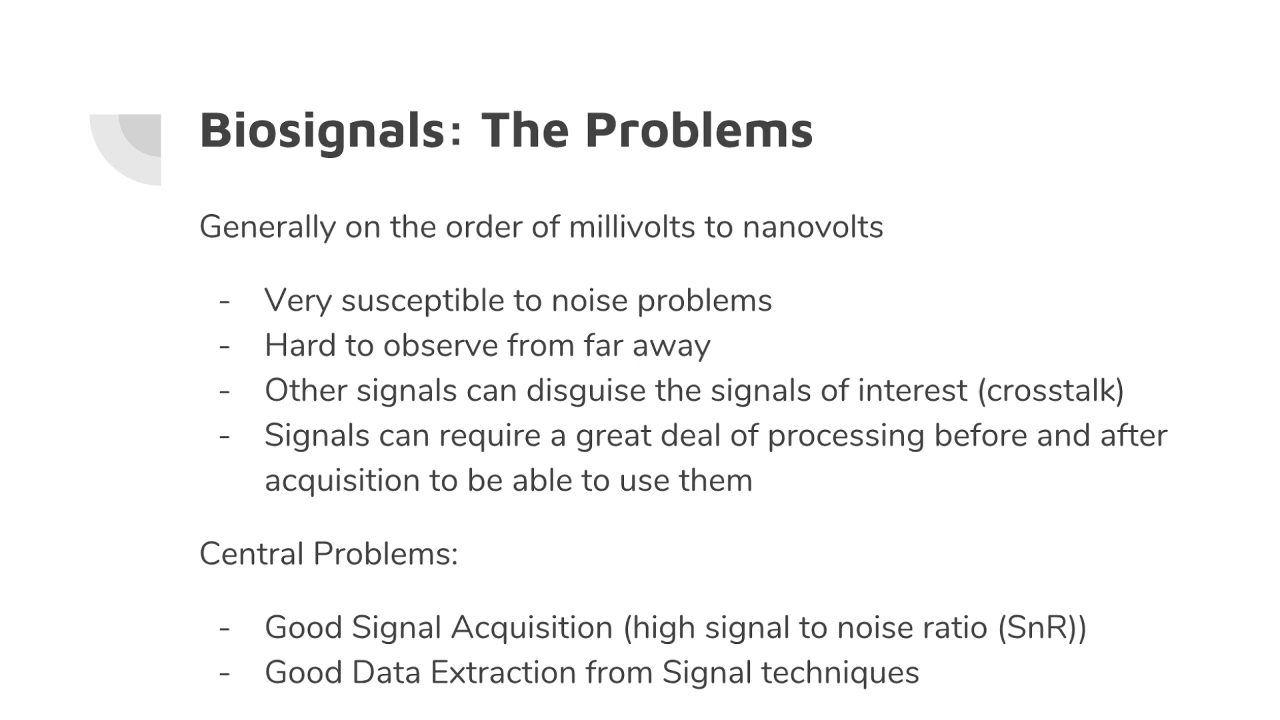 Biosignals: The Problems
Generally on the order of millivolts to nanovolts
- Very susceptible to noise problems
- Hard to observe from far away
- Other signals can disguise the signals of interest (crosstalk)
- Signals can require a great deal of processing before and after
acquisition to be able to use them
Central Problems:
- Good Signal Acquisition (high signal to noise ratio (SnR))
- Good Data Extraction from Signal techniques